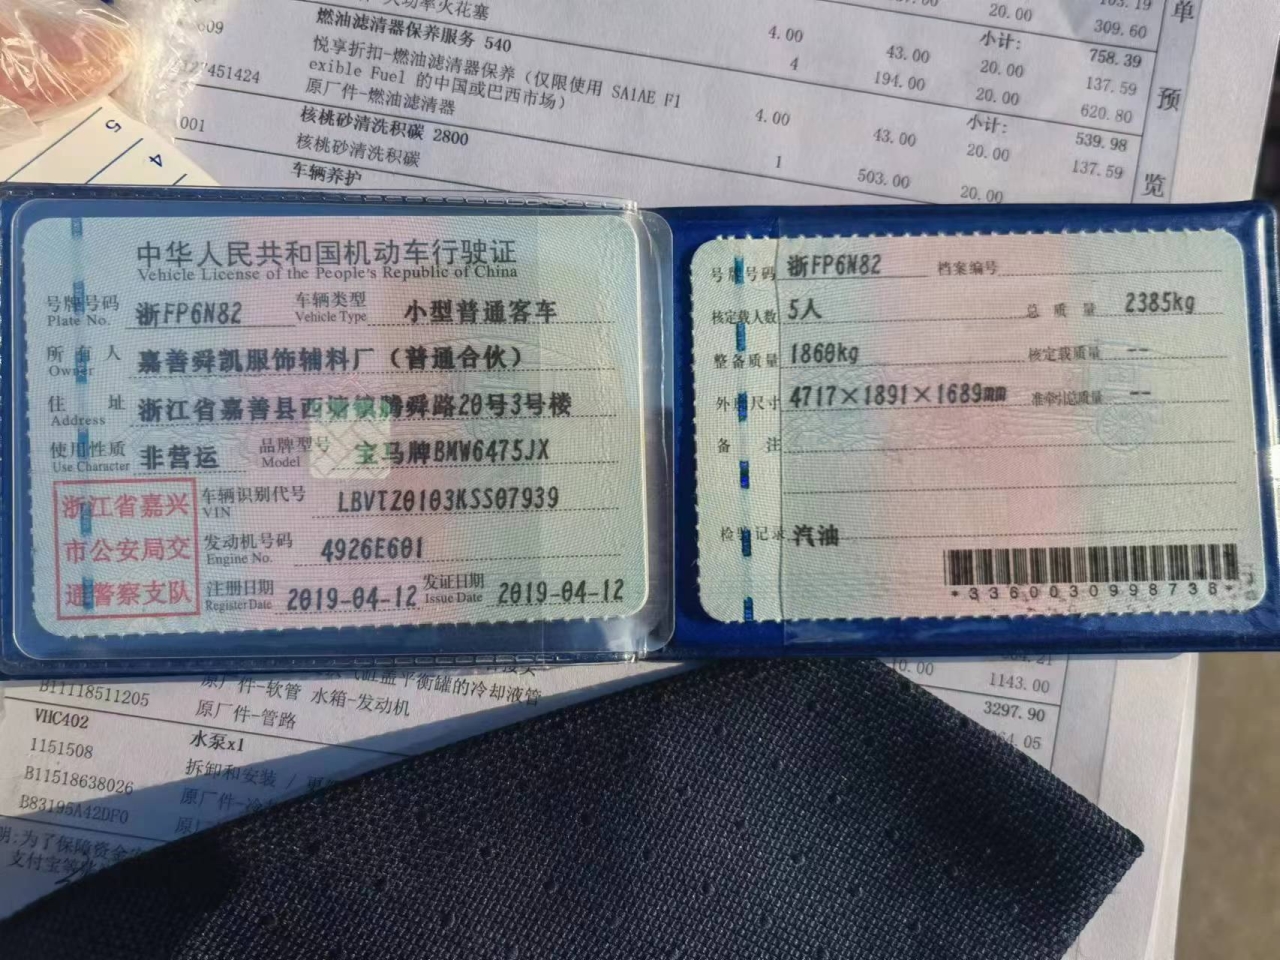 309.60
20.00
单
609
燃油滤清器保养服务 540
4.00
43.00
小计:
758.39
悦享折扣-燃油滤清器保养(仅限使用 SA1AE Fl
4
20.00
137.59
exible Fuel 的中国或巴西市场)
194.00
20.00
620.80
预
原厂件-燃油滤清器
小计:
539.98
001
核桃砂清洗积碳 2800
4.00
43.00
20.00
137.59
核桃砂清洗积碳
1
503.00
20.00
览
车辆养护
5
4
中华人民共和国机动车行驶证
Vehicle License of the People's Republic of China
号牌号码 浙FP6N82 车辆类型 小型普通客车
Plate No. Vehicle Type
所有人 嘉善舜凯服饰辅料厂(普通合伙)
Owner
住址 浙江省嘉善县西塘镇腾舜路20号3号楼
Address
使用性质 非营运 品牌型号 宝马牌BMW6475JX
Use Character Model
浙江省嘉兴
市公安局交
通警察支队
车辆识别代号 LBVTZ0103KSS07939
VIN
发动机号码 4926E601
Engine No.
注册日期 2019-04-12 发证日期 2019-04-12
Register Date Issue Date
号牌号码 浙FP6N82 档案编号
核定载人数 5人 总质量 2385kg
整备质量 1860kg 核定载质量 --
外廓尺寸 4717×1891×1689mm 准牵引总质量 --
备注
检验记录 汽油
*3360030998736*
B11118511205
原厂件-软管 水箱-发动机
1143.00
原厂件-管路
3297.90
VHC402
水泵x1
1151508
拆卸和安装 /
B11518638026
B83195A42DF0